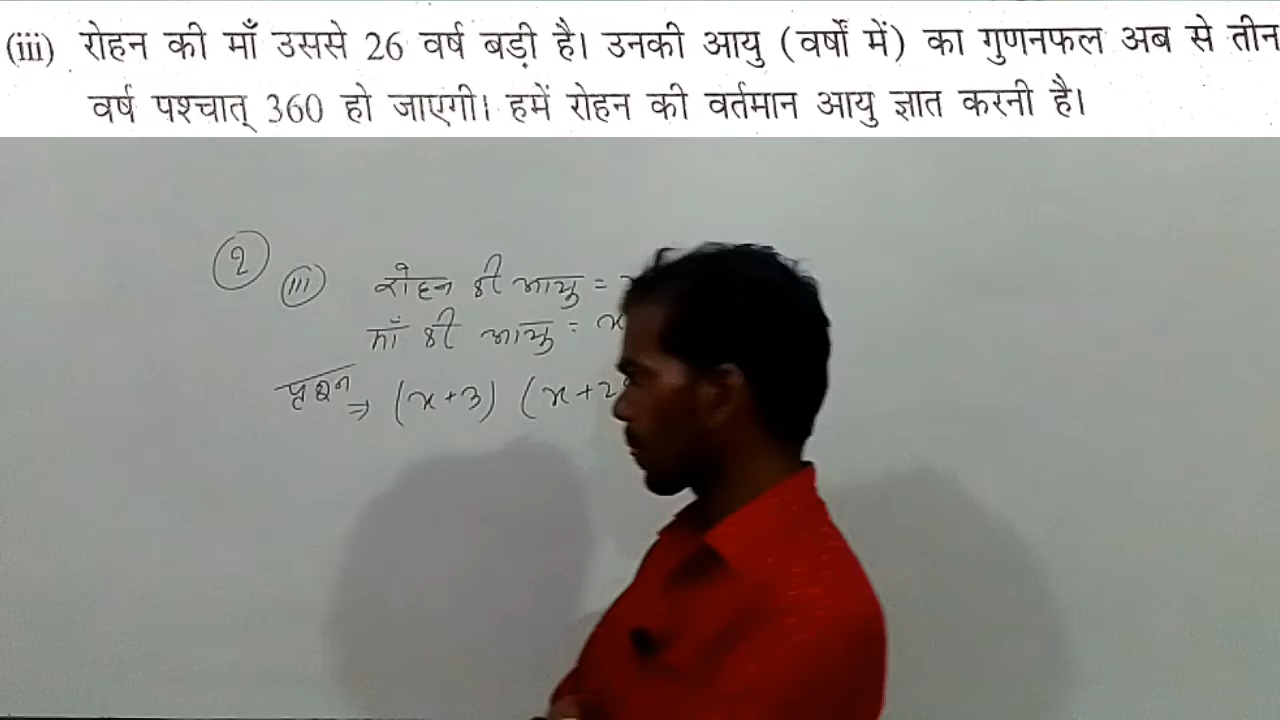 (iii) रोहन की माँ उससे 26 वर्ष बड़ी है। उनकी आयु (वर्षों में) का गुणनफल अब से तीन
वर्ष पश्चात् 360 हो जाएगी। हमें रोहन की वर्तमान आयु ज्ञात करनी है।
2
(iii) रोहन की आयु =
माँ की आयु = x
प्रश्न ⇒ (x+3) (x+2